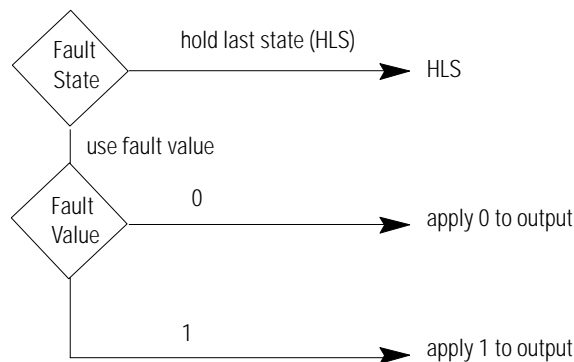 Fault
State
hold last state (HLS)
HLS
use fault value
Fault
Value
0
apply 0 to output
1
apply 1 to output